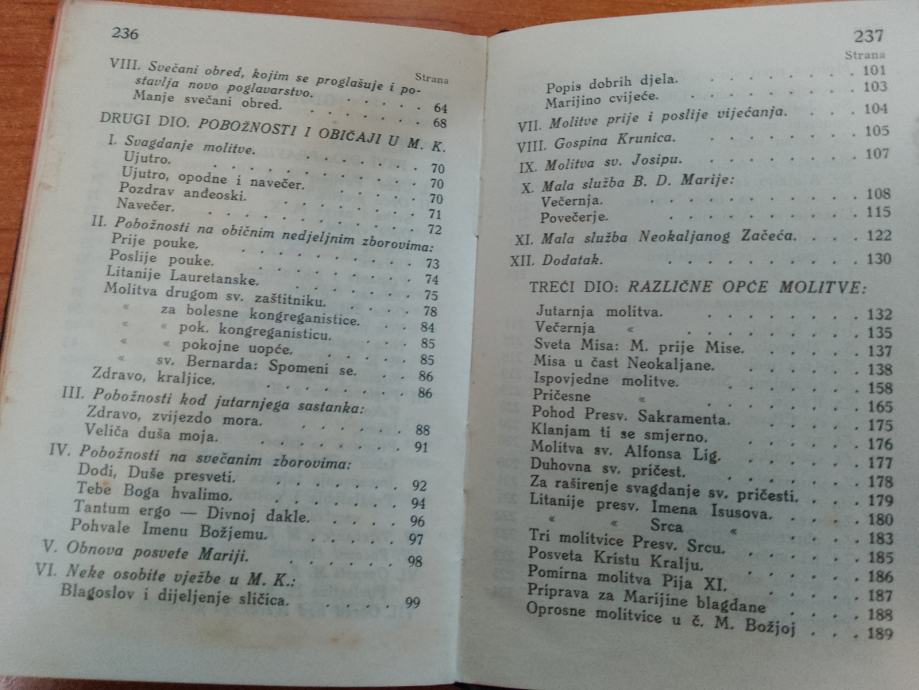 236
Strana
VIII. Svečani obred, kojim se proglašuje i po-
stavlja novo poglavarstvo. . . . . . 64
Manje svečani obred. . . . . . . 68
DRUGI DIO. POBOŽNOSTI I OBIČAJI U M. K.
I. Svagdanje molitve. . . . . . . 70
Ujutro. . . . . . . . . 70
Ujutro, opodne i navečer. . . . . . 70
Pozdrav anđeoski. . . . . . . 71
Navečer. . . . . . . . . 72
II. Pobožnosti na običnim nedjeljnim zborovima:
Prije pouke. . . . . . . . 73
Poslije pouke. . . . . . . . 74
Litanije Lauretanske. . . . . . . 75
Molitva drugom sv. zaštitniku. . . . . 78
« za bolesne kongreganistice. . . . 84
« « pok. kongreganisticu. . . . 85
« « pokojne uopće. . . . . 85
« sv. Bernarda: Spomeni se. . . . 86
Zdravo, kraljice. . . . . . . . 86
III. Pobožnosti kod jutarnjega sastanka:
Zdravo, zvijezdo mora. . . . . . 88
Veliča duša moja. . . . . . . 91
IV. Pobožnosti na svečanim zborovima:
Dođi, Duše presveti. . . . . . . 92
Tebe Boga hvalimo. . . . . . . 94
Tantum ergo — Divnoj dakle. . . . . 96
Pohvale Imenu Božjemu. . . . . . 97
V. Obnova posvete Mariji. . . . . . 98
VI. Neke osobite vježbe u M. K.:
Blagoslov i dijeljenje sličica. . . . . 99
237
Strana
Popis dobrih djela. . . . . . . 101
Marijino cvijeće. . . . . . . . 103
VII. Molitve prije i poslije vijećanja. . . . 104
VIII. Gospina Krunica. . . . . . . 105
IX. Molitva sv. Josipu. . . . . . . 107
X. Mala služba B. D. Marije:
Večernja. . . . . . . . . 108
Povečerje. . . . . . . . . 115
XI. Mala služba Neokaljanog Začeća. . . . 122
XII. Dodatak. . . . . . . . . 130
TREĆI DIO: RAZLIČNE OPĆE MOLITVE:
Jutarnja molitva. . . . . . . . 132
Večernja « . . . . . . . 135
Sveta Misa: M. prije Mise. . . . . . 137
Misa u čast Neokaljane. . . . . . 138
Ispovjedne molitve. . . . . . . 158
Pričesne « . . . . . . . 165
Pohod Presv. Sakramenta. . . . . . 175
Klanjam ti se smjerno. . . . . . . 176
Molitva sv. Alfonsa Lig. . . . . . . 177
Duhovna sv. pričest. . . . . . . 178
Za raširenje svagdanje sv. pričesti. . . . 179
Litanije presv. Imena Isusova. . . . . 180
« « Srca « . . . . 183
Tri molitvice Presv. Srcu. . . . . . 185
Posveta Kristu Kralju. . . . . . . 186
Pomirna molitva Pija XI. . . . . . 187
Priprava za Marijine blagdane . . . . 188
Oprosne molitvice u č. M. Božjoj . . . 189